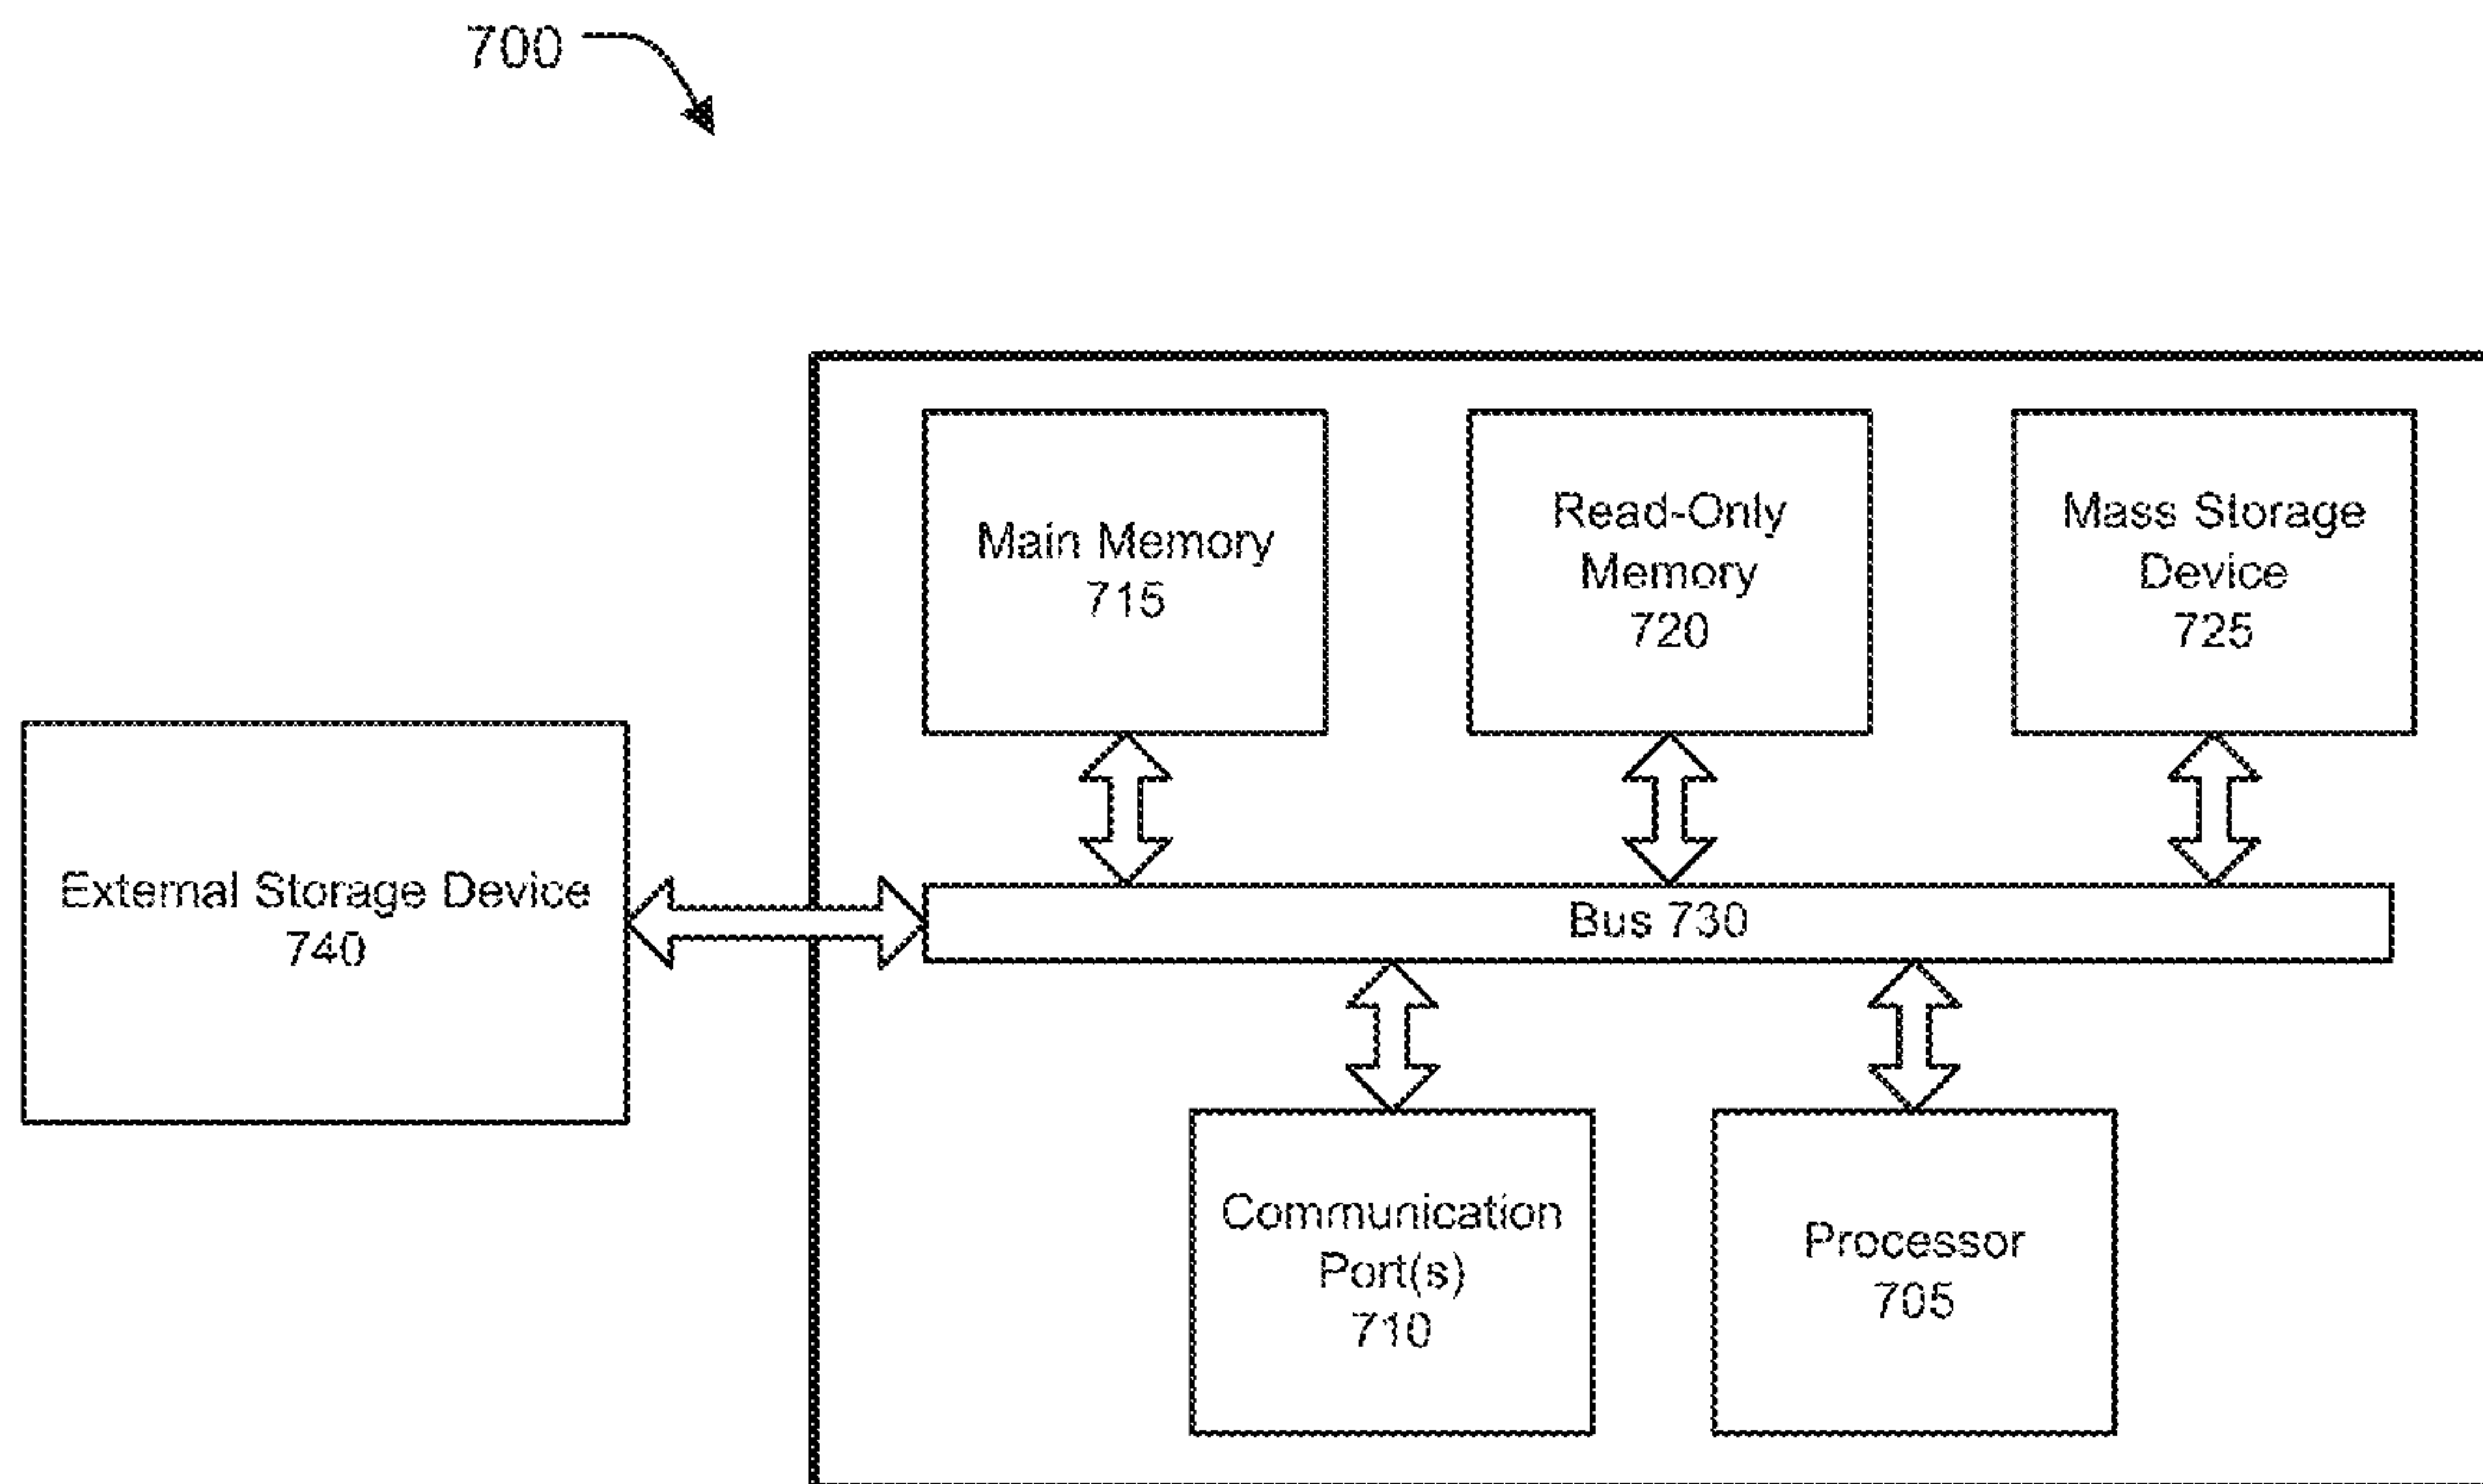 700
Main Memory
715
Read-Only
Memory
720
Mass Storage
Device
725
External Storage Device
740
Bus 730
Communication
Port(s)
710
Processor
705